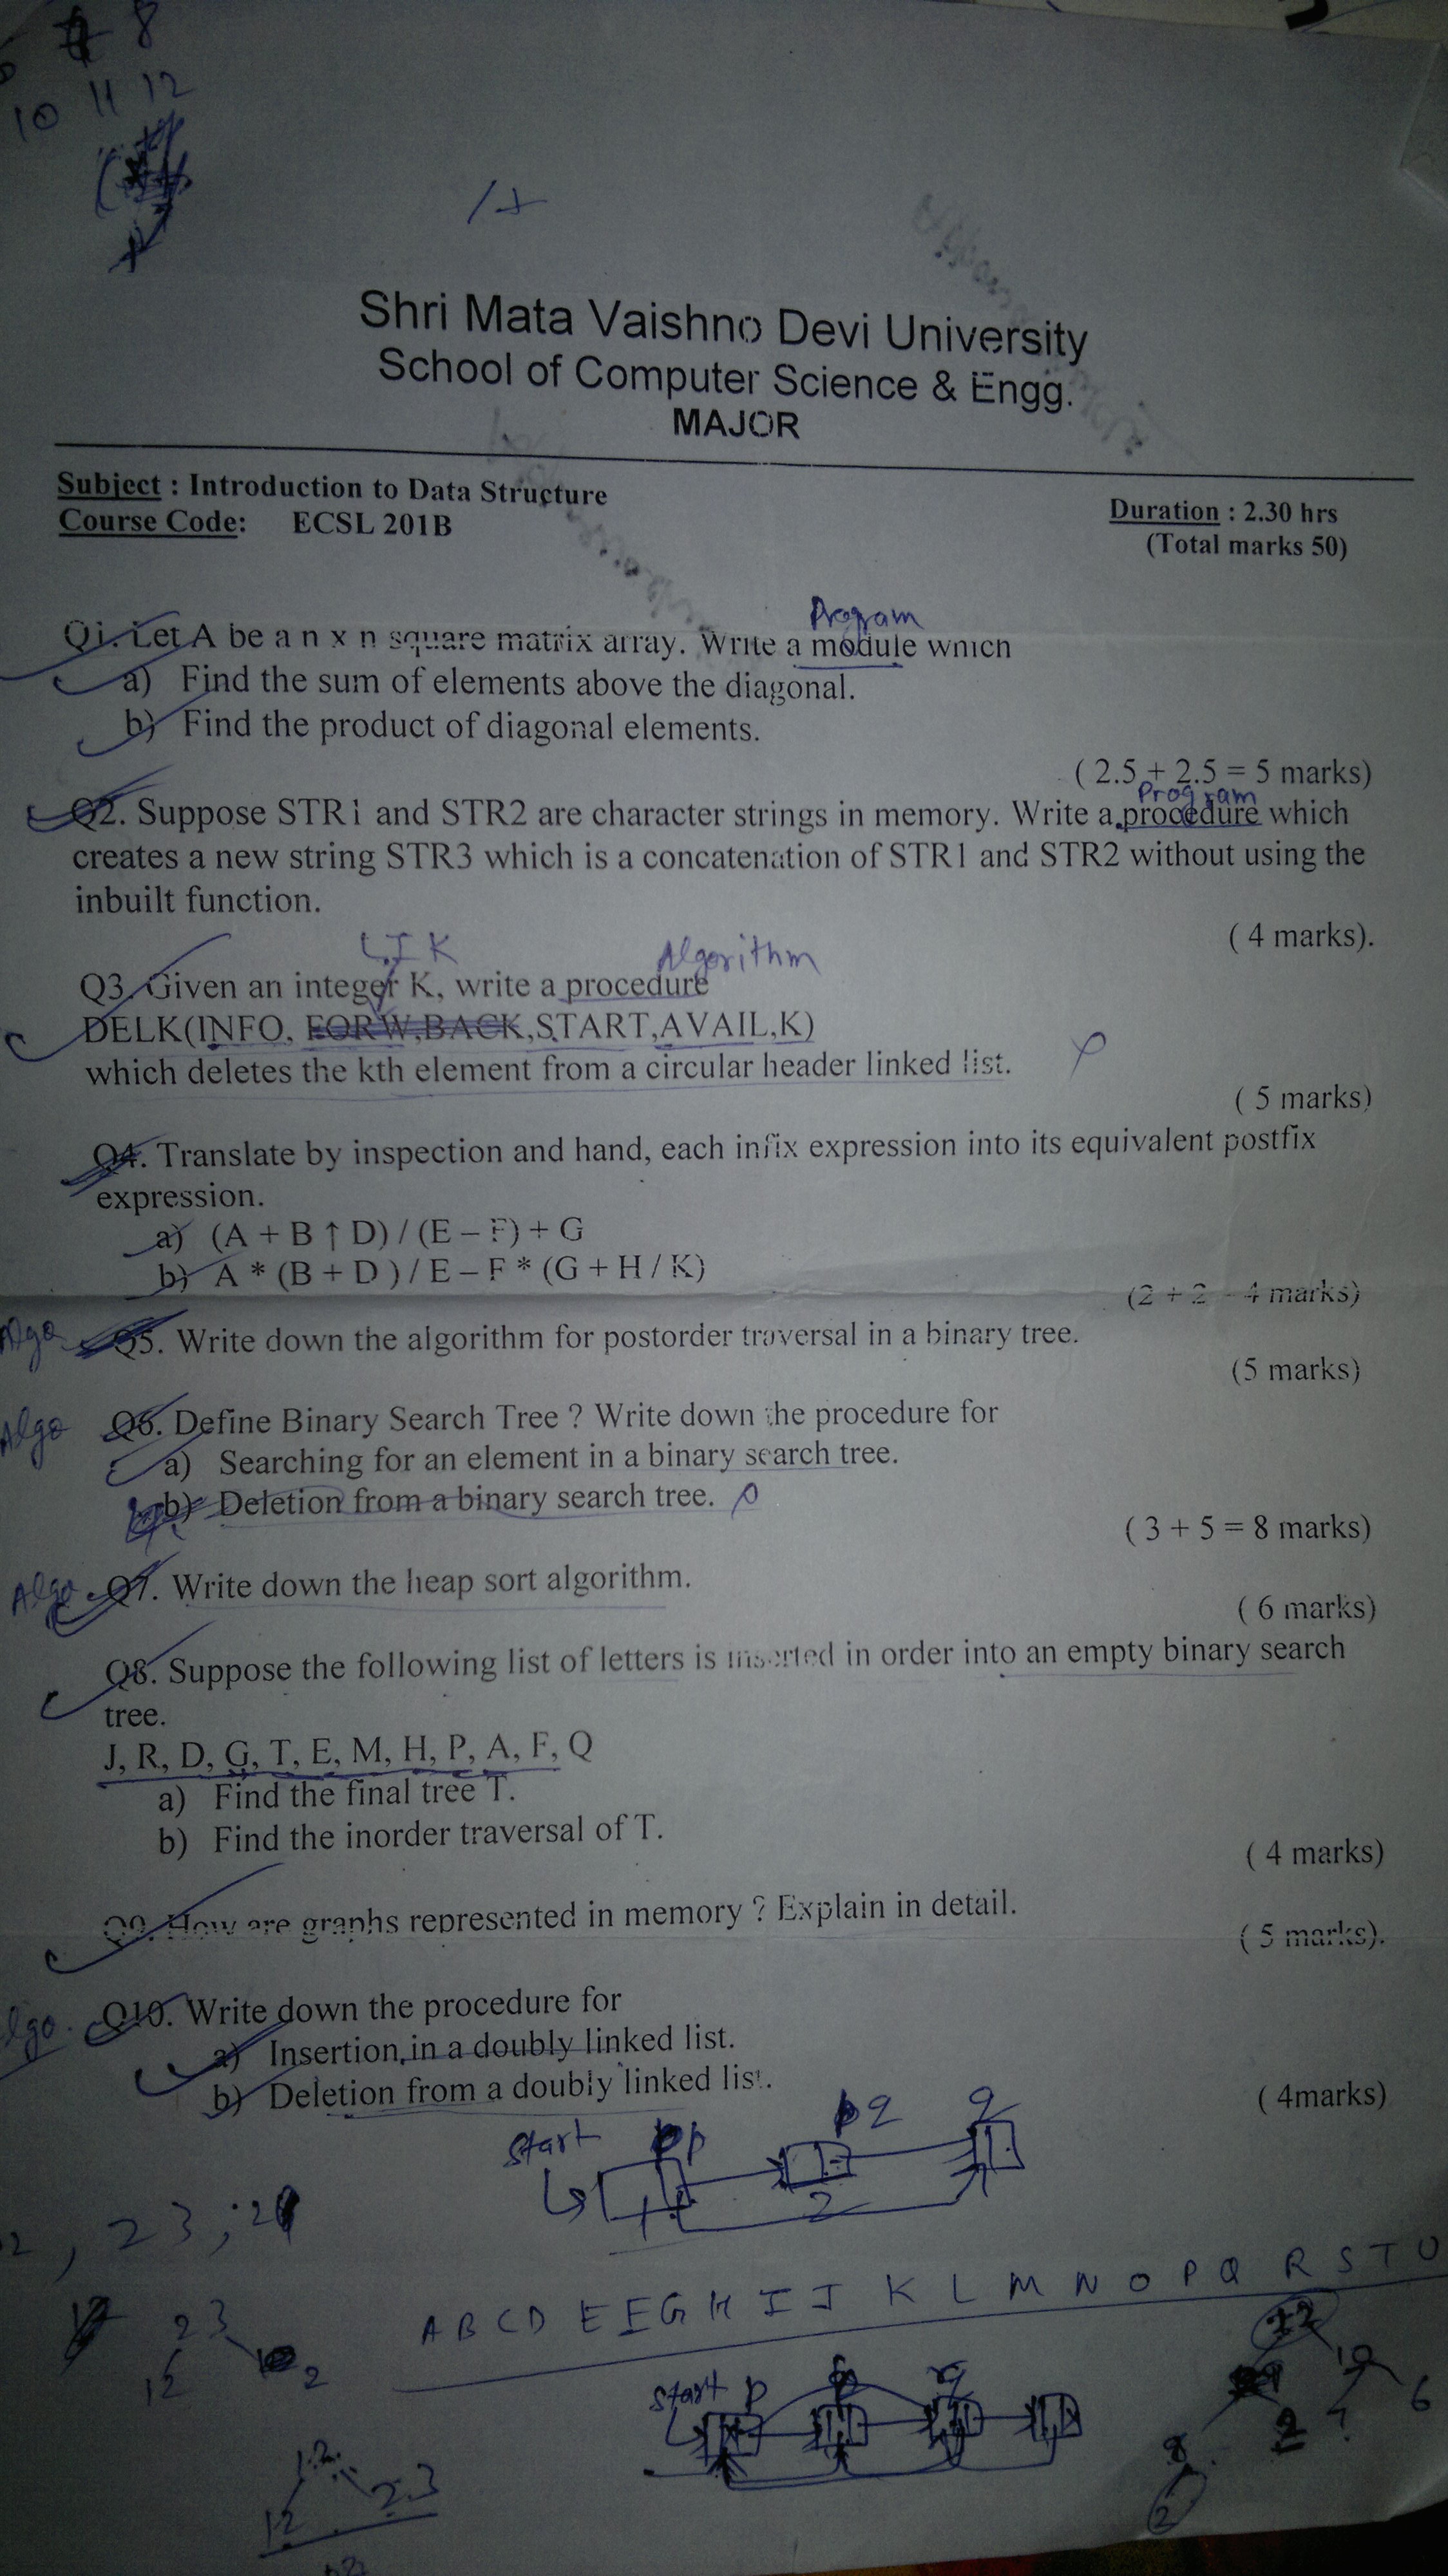 8
10 11 12
Shri Mata Vaishno Devi University
School of Computer Science & Engg.
MAJOR
Subject : Introduction to Data Structure
Duration : 2.30 hrs
Course Code: ECSL 201B
(Total marks 50)
Program
Q1. Let A be a n x n square matrix array. Write a module which
a) Find the sum of elements above the diagonal.
b) Find the product of diagonal elements.
( 2.5 + 2.5 = 5 marks)
Program
Q2. Suppose STR1 and STR2 are character strings in memory. Write a procedure which
creates a new string STR3 which is a concatenation of STR1 and STR2 without using the
inbuilt function.
( 4 marks).
LIK Algorithm
Q3. Given an integer K, write a procedure
DELK(INFO, FORW,BACK,START,AVAIL,K)
which deletes the kth element from a circular header linked list.
( 5 marks)
Q4. Translate by inspection and hand, each infix expression into its equivalent postfix
expression.
a) (A + B ↑ D) / (E – F) + G
b) A * (B + D ) / E – F * (G + H / K)
(2 + 2 = 4 marks)
Algo Q5. Write down the algorithm for postorder traversal in a binary tree.
(5 marks)
Algo Q6. Define Binary Search Tree ? Write down the procedure for
a) Searching for an element in a binary search tree.
b) Deletion from a binary search tree.
( 3 + 5 = 8 marks)
Algo Q7. Write down the heap sort algorithm.
( 6 marks)
Q8. Suppose the following list of letters is inserted in order into an empty binary search
tree.
J, R, D, G, T, E, M, H, P, A, F, Q
a) Find the final tree T.
b) Find the inorder traversal of T.
( 4 marks)
Q9. How are graphs represented in memory ? Explain in detail.
( 5 marks).
Algo. Q10. Write down the procedure for
a) Insertion in a doubly linked list.
b) Deletion from a doubly linked list.
( 4marks)
Start p q q
1 2
23
A B C D E F G H I J K L M N O P Q R S T U
23
12 2
Start p q
12
12 23